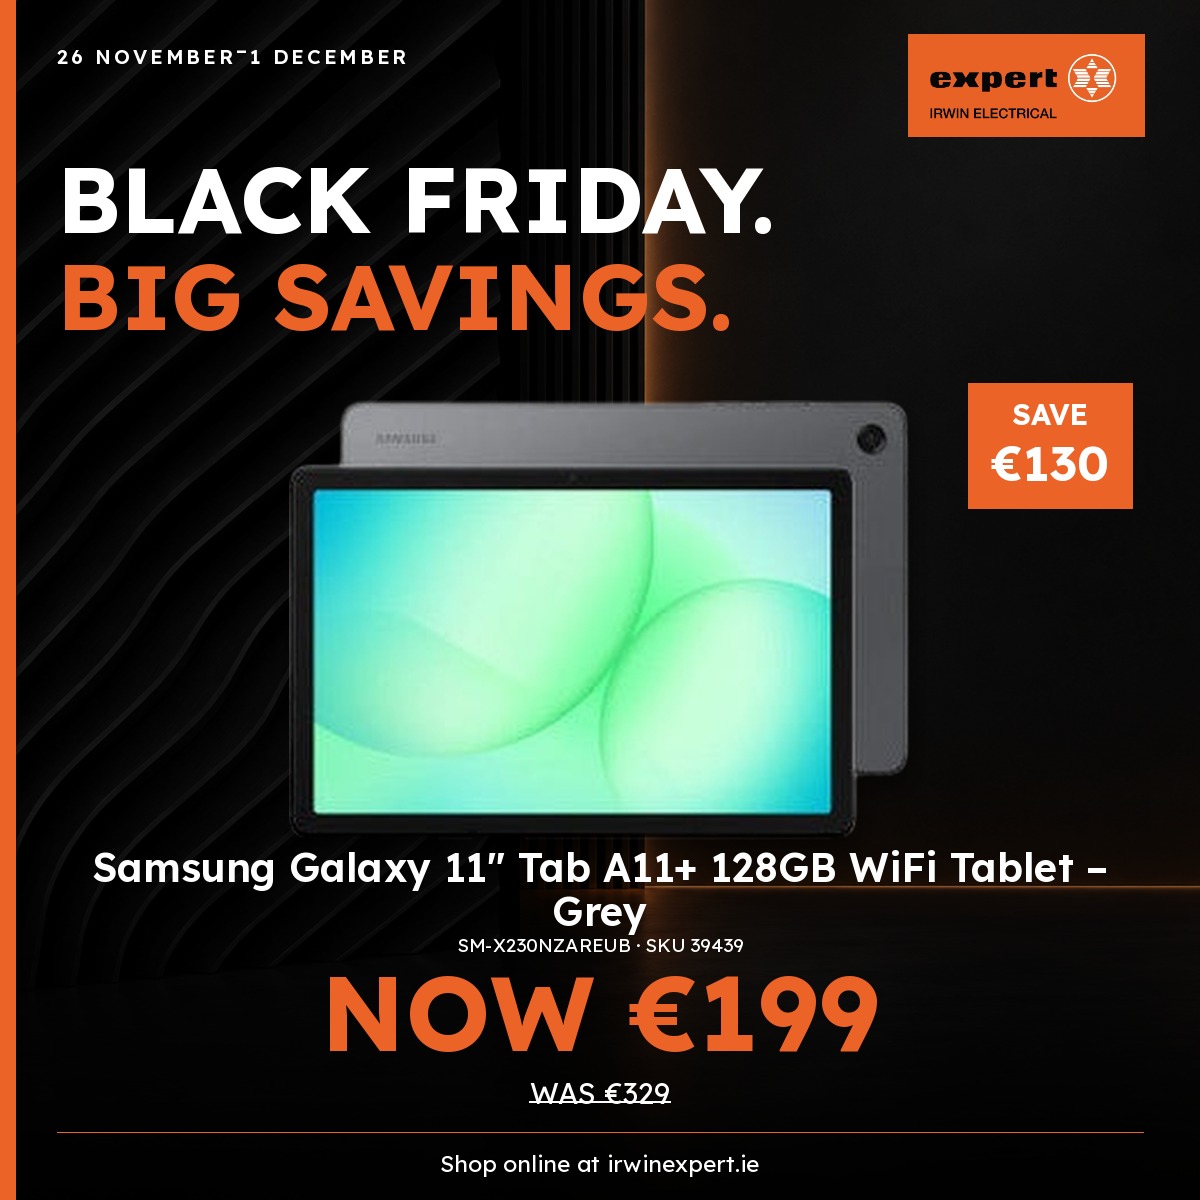 26 NOVEMBER–1 DECEMBER
expert
IRWIN ELECTRICAL
BLACK FRIDAY.
BIG SAVINGS.
SAVE
€130
SAMSUNG
Samsung Galaxy 11" Tab A11+ 128GB WiFi Tablet –
Grey
SM-X230NZAREUB · SKU 39439
NOW €199
WAS €329
Shop online at irwinexpert.ie